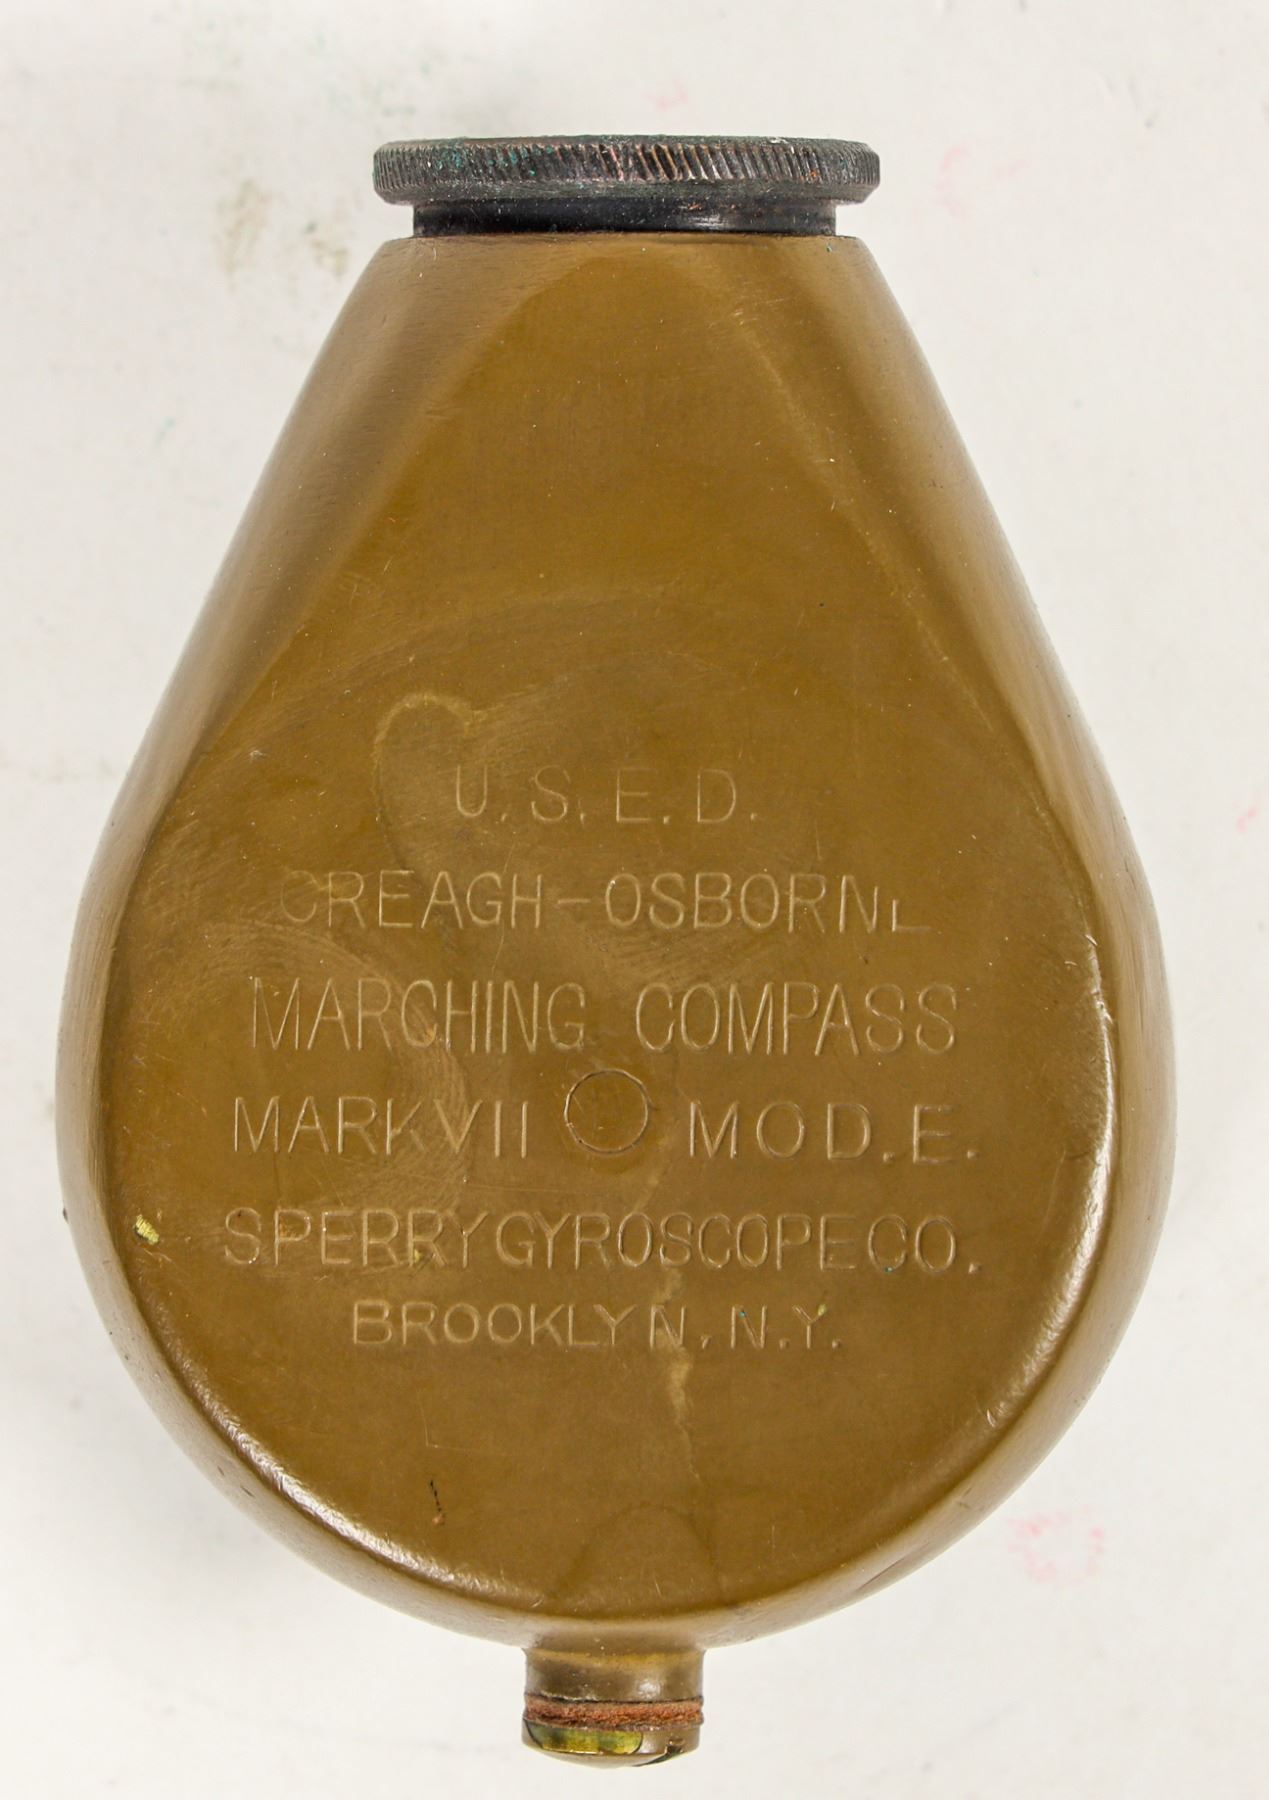 U.S.E.D.
CREAGH-OSBORNE
MARCHING COMPASS
MARK VII MOD.E.
SPERRY GYROSCOPE CO.
BROOKLYN, N.Y.